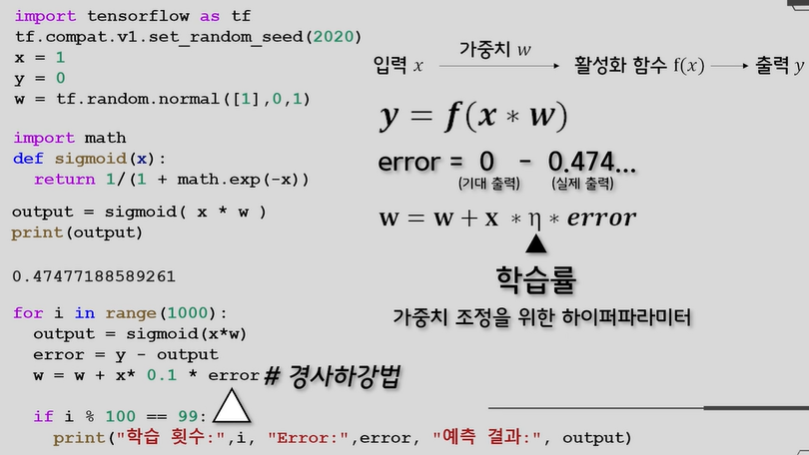 import tensorflow as tf
tf.compat.v1.set_random_seed(2020)
x = 1
y = 0
w = tf.random.normal([1],0,1)
import math
def sigmoid(x):
return 1/(1 + math.exp(-x))
output = sigmoid( x * w )
print(output)
0.47477188589261
for i in range(1000):
output = sigmoid(x*w)
error = y - output
w = w + x* 0.1 * error # 경사하강법
if i % 100 == 99:
print("학습 횟수:",i, "Error:",error, "예측 결과:", output)
입력 x 가중치 w 활성화 함수 f(x) 출력 y
y = f(x * w)
error = 0 - 0.474...
(기대 출력) (실제 출력)
w = w + x * η * error
학습률
가중치 조정을 위한 하이퍼파라미터